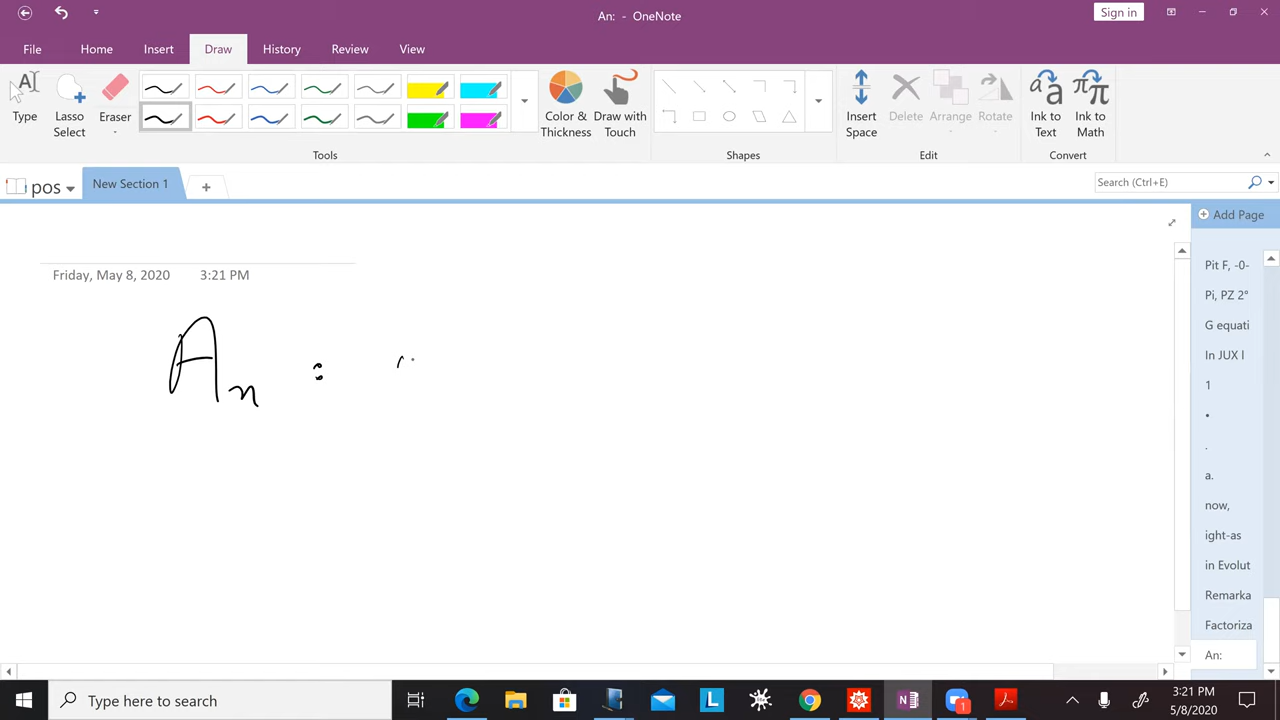 An: - OneNote
Sign in
File Home Insert Draw History Review View
Type
Lasso Select
Eraser
Color & Thickness
Draw with Touch
Insert Space
Delete
Arrange
Rotate
Ink to Text
Ink to Math
Tools
Shapes
Edit
Convert
pos
New Section 1
Search (Ctrl+E)
Add Page
Friday, May 8, 2020 3:21 PM
An :
Pit F, -0-
Pi, PZ 2°
G equati
In JUX l
1
•
.
a.
now,
ight-as
in Evolut
Remarka
Factoriza
An:
Type here to search
3:21 PM
5/8/2020